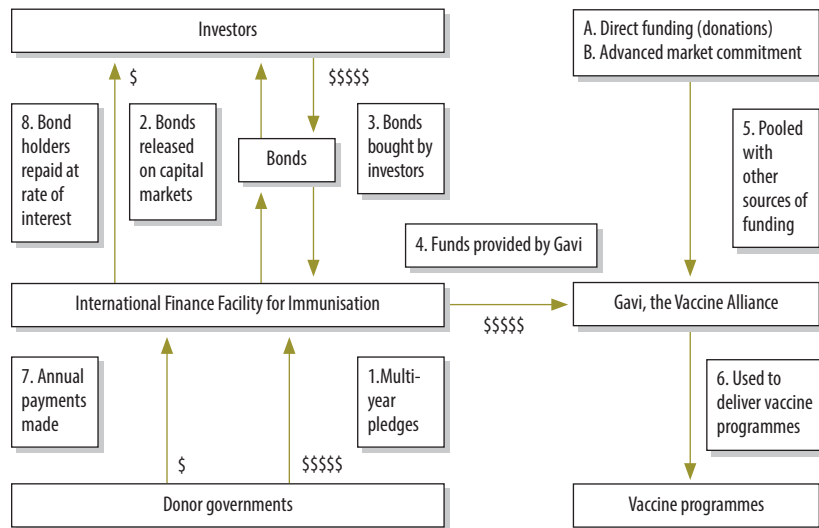 Investors
A. Direct funding (donations)
B. Advanced market commitment
$
$$$$$
8. Bond
holders
repaid at
rate of
interest
2. Bonds
released
on capital
markets
Bonds
3. Bonds
bought by
investors
5. Pooled
with
other
sources of
funding
4. Funds provided by Gavi
International Finance Facility for Immunisation
$$$$$
Gavi, the Vaccine Alliance
7. Annual
payments
made
1.Multi-
year
pledges
6. Used to
deliver vaccine
programmes
$
$$$$$
Donor governments
Vaccine programmes